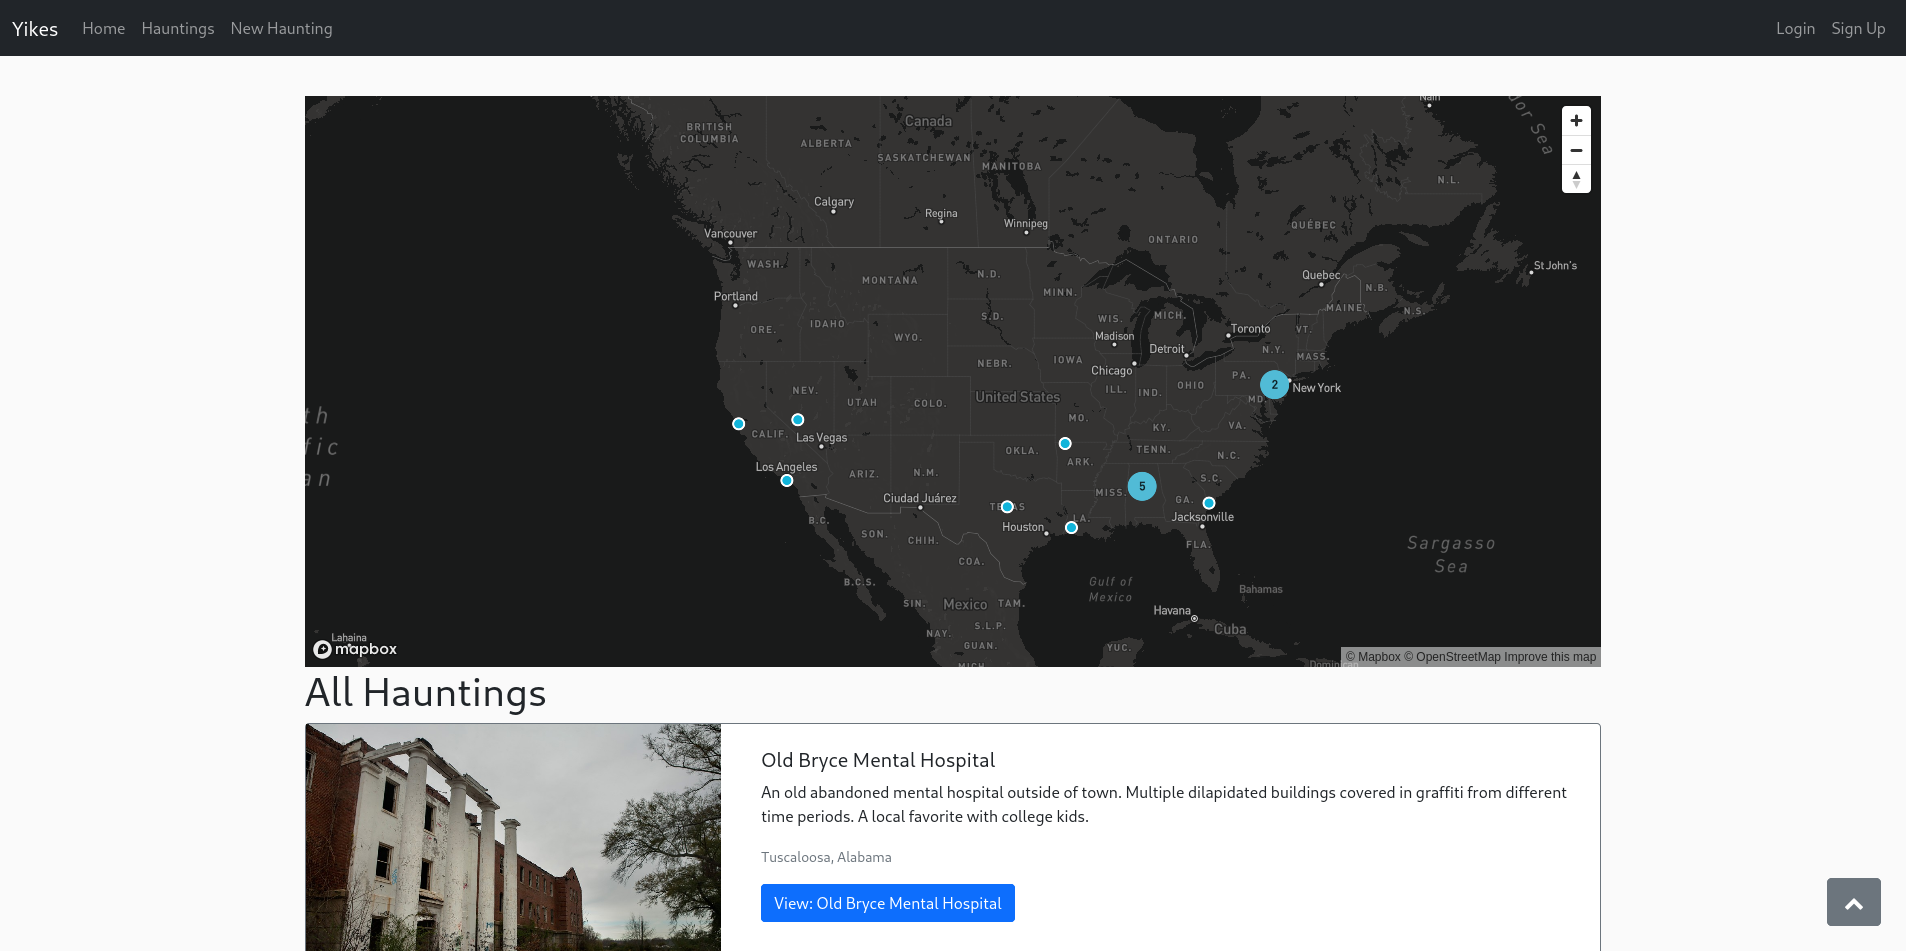 Yikes Home Hauntings New Haunting Login Sign Up
Nain
dor Sea
Canada
BRITISH
COLUMBIA
ALBERTA
SASKATCHEWAN
MANITOBA
N.L.
Calgary
Regina
Winnipeg
Vancouver
ONTARIO
QUÉBEC
WASH.
MONTANA
N.D.
Quebec
St John's
MINN.
N.B.
Portland
MAINE
N.S.
ORE.
IDAHO
S.D.
WIS.
MICH.
Toronto
VT.
WYO.
Madison
Detroit
N.Y.
MASS.
NEBR.
IOWA
Chicago
PA.
2
New York
NEV.
UTAH
COLO.
United States
ILL.
IND.
OHIO
MD.
MO.
CALIF.
Las Vegas
KY.
VA.
OKLA.
TENN.
N.C.
ARK.
Los Angeles
ARIZ.
N.M.
S.C.
Ciudad Juárez
MISS.
5
GA.
TEXAS
B.C.
Houston
LA.
Jacksonville
SON.
CHIH.
FLA.
Sargasso
Sea
COA.
B.C.S.
Gulf of
Mexico
Bahamas
SIN.
Mexico
TAM.
Havana
Cuba
S.L.P.
NAY.
GUAN.
YUC.
Lahaina
mapbox
MICH.
© Mapbox © OpenStreetMap Improve this map
All Hauntings
Old Bryce Mental Hospital
An old abandoned mental hospital outside of town. Multiple dilapidated buildings covered in graffiti from different
time periods. A local favorite with college kids.
Tuscaloosa, Alabama
View: Old Bryce Mental Hospital